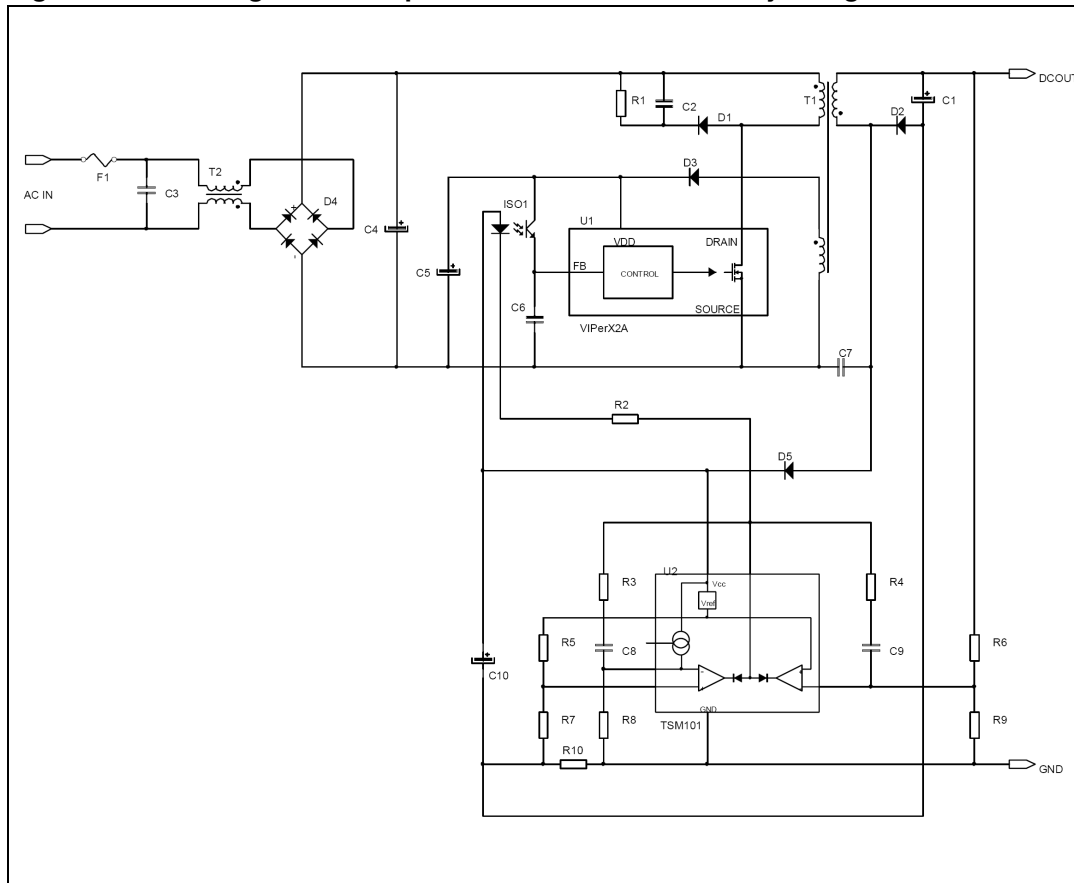 DCOUT
R1
C2
D1
T1
D2
C1
F1
AC IN
C3
T2
D4
C4
D3
ISO1
U1
VDD
DRAIN
FB
CONTROL
SOURCE
C5
C6
VIPerX2A
C7
R2
D5
U2
Vcc
Vref
R3
R4
R5
C8
C9
R6
C10
GND
R7
R8
TSM101
R9
R10
GND